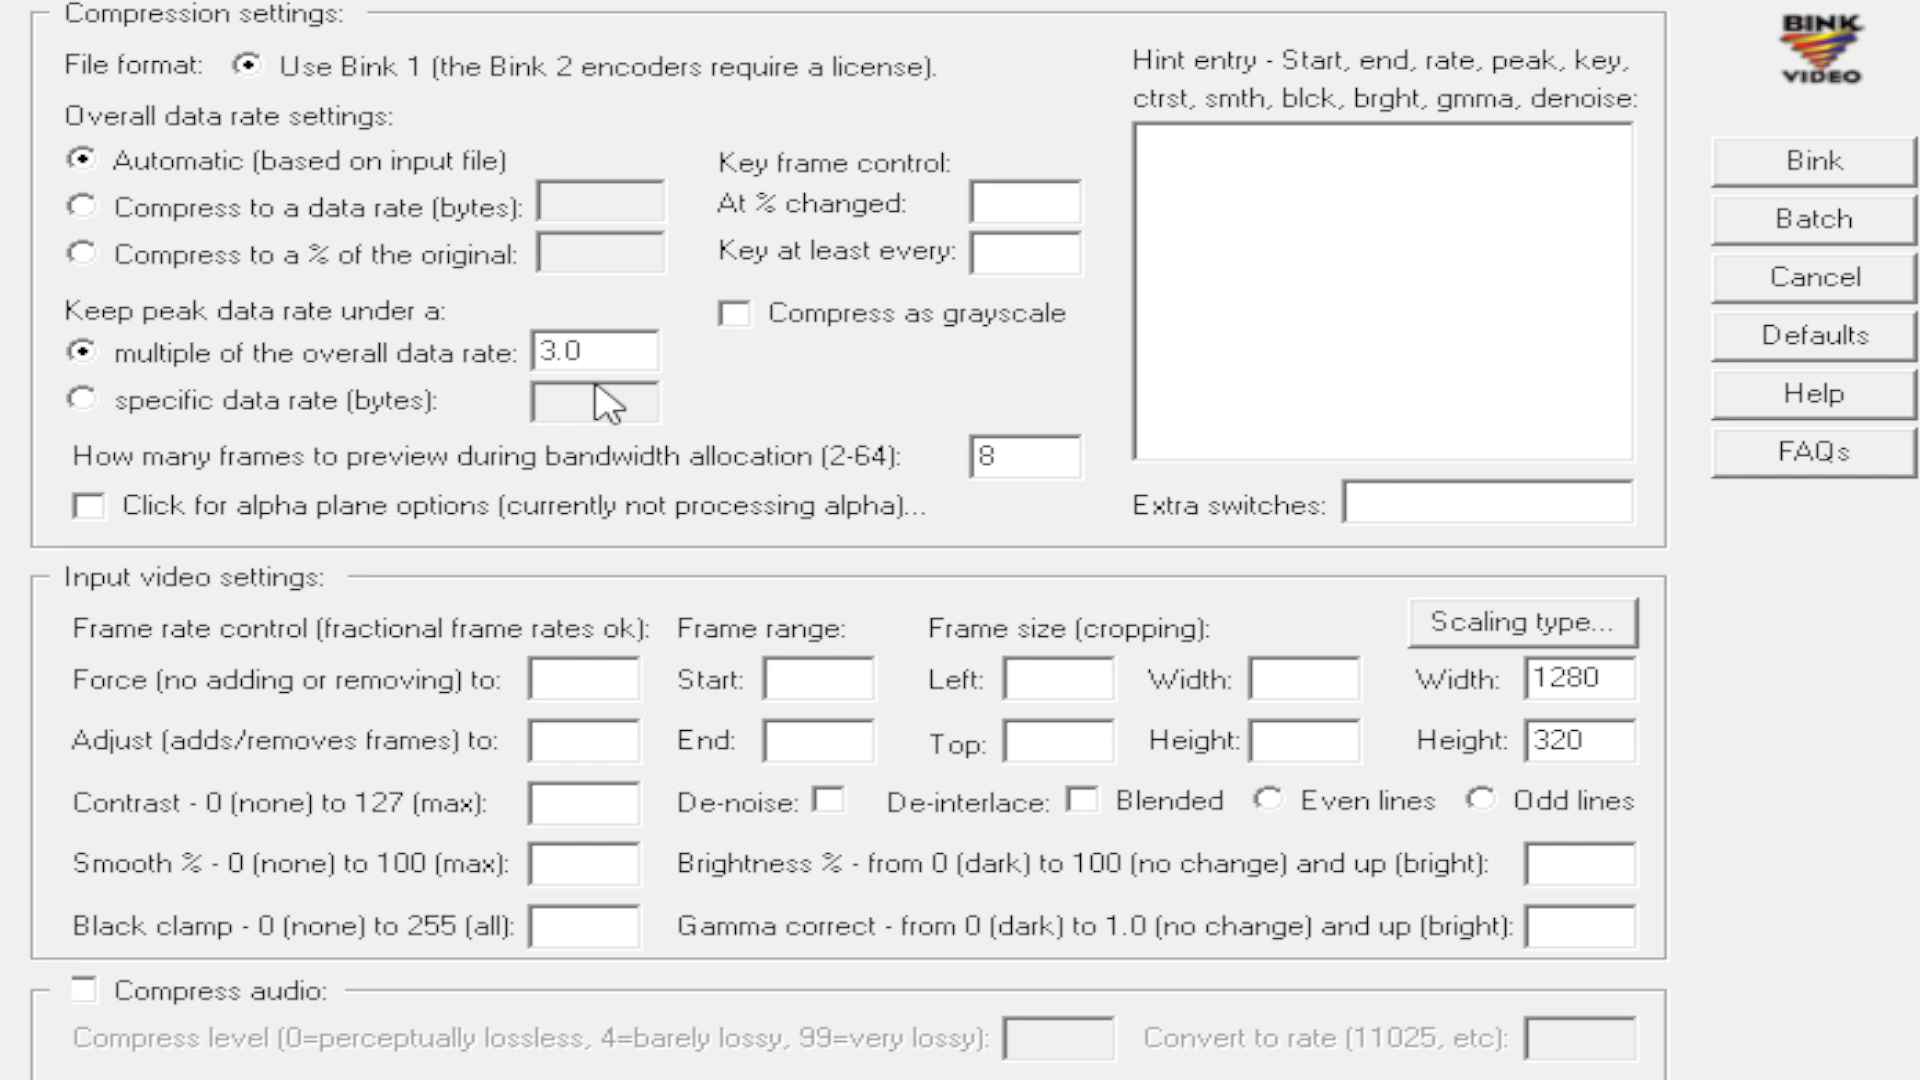 Compression settings:
File format: Use Bink 1 (the Bink 2 encoders require a license).
Overall data rate settings:
Automatic (based on input file)
Compress to a data rate (bytes):
Compress to a % of the original:
Key frame control:
At % changed:
Key at least every:
Keep peak data rate under a:
multiple of the overall data rate: 3.0
specific data rate (bytes):
Compress as grayscale
How many frames to preview during bandwidth allocation (2-64): 8
Click for alpha plane options (currently not processing alpha)...
Hint entry - Start, end, rate, peak, key,
ctrst, smth, blck, brght, gmma, denoise:
Extra switches:
BINK
VIDEO
Bink
Batch
Cancel
Defaults
Help
FAQs
Input video settings:
Frame rate control (fractional frame rates ok): Frame range: Frame size (cropping): Scaling type...
Force (no adding or removing) to: Start: Left: Width: Width: 1280
Adjust (adds/removes frames) to: End: Top: Height: Height: 320
Contrast - 0 (none) to 127 (max): De-noise: De-interlace: Blended Even lines Odd lines
Smooth % - 0 (none) to 100 (max): Brightness % - from 0 (dark) to 100 (no change) and up (bright):
Black clamp - 0 (none) to 255 (all): Gamma correct - from 0 (dark) to 1.0 (no change) and up (bright):
Compress audio:
Compress level (0=perceptually lossless, 4=barely lossy, 99=very lossy): Convert to rate (11025, etc):